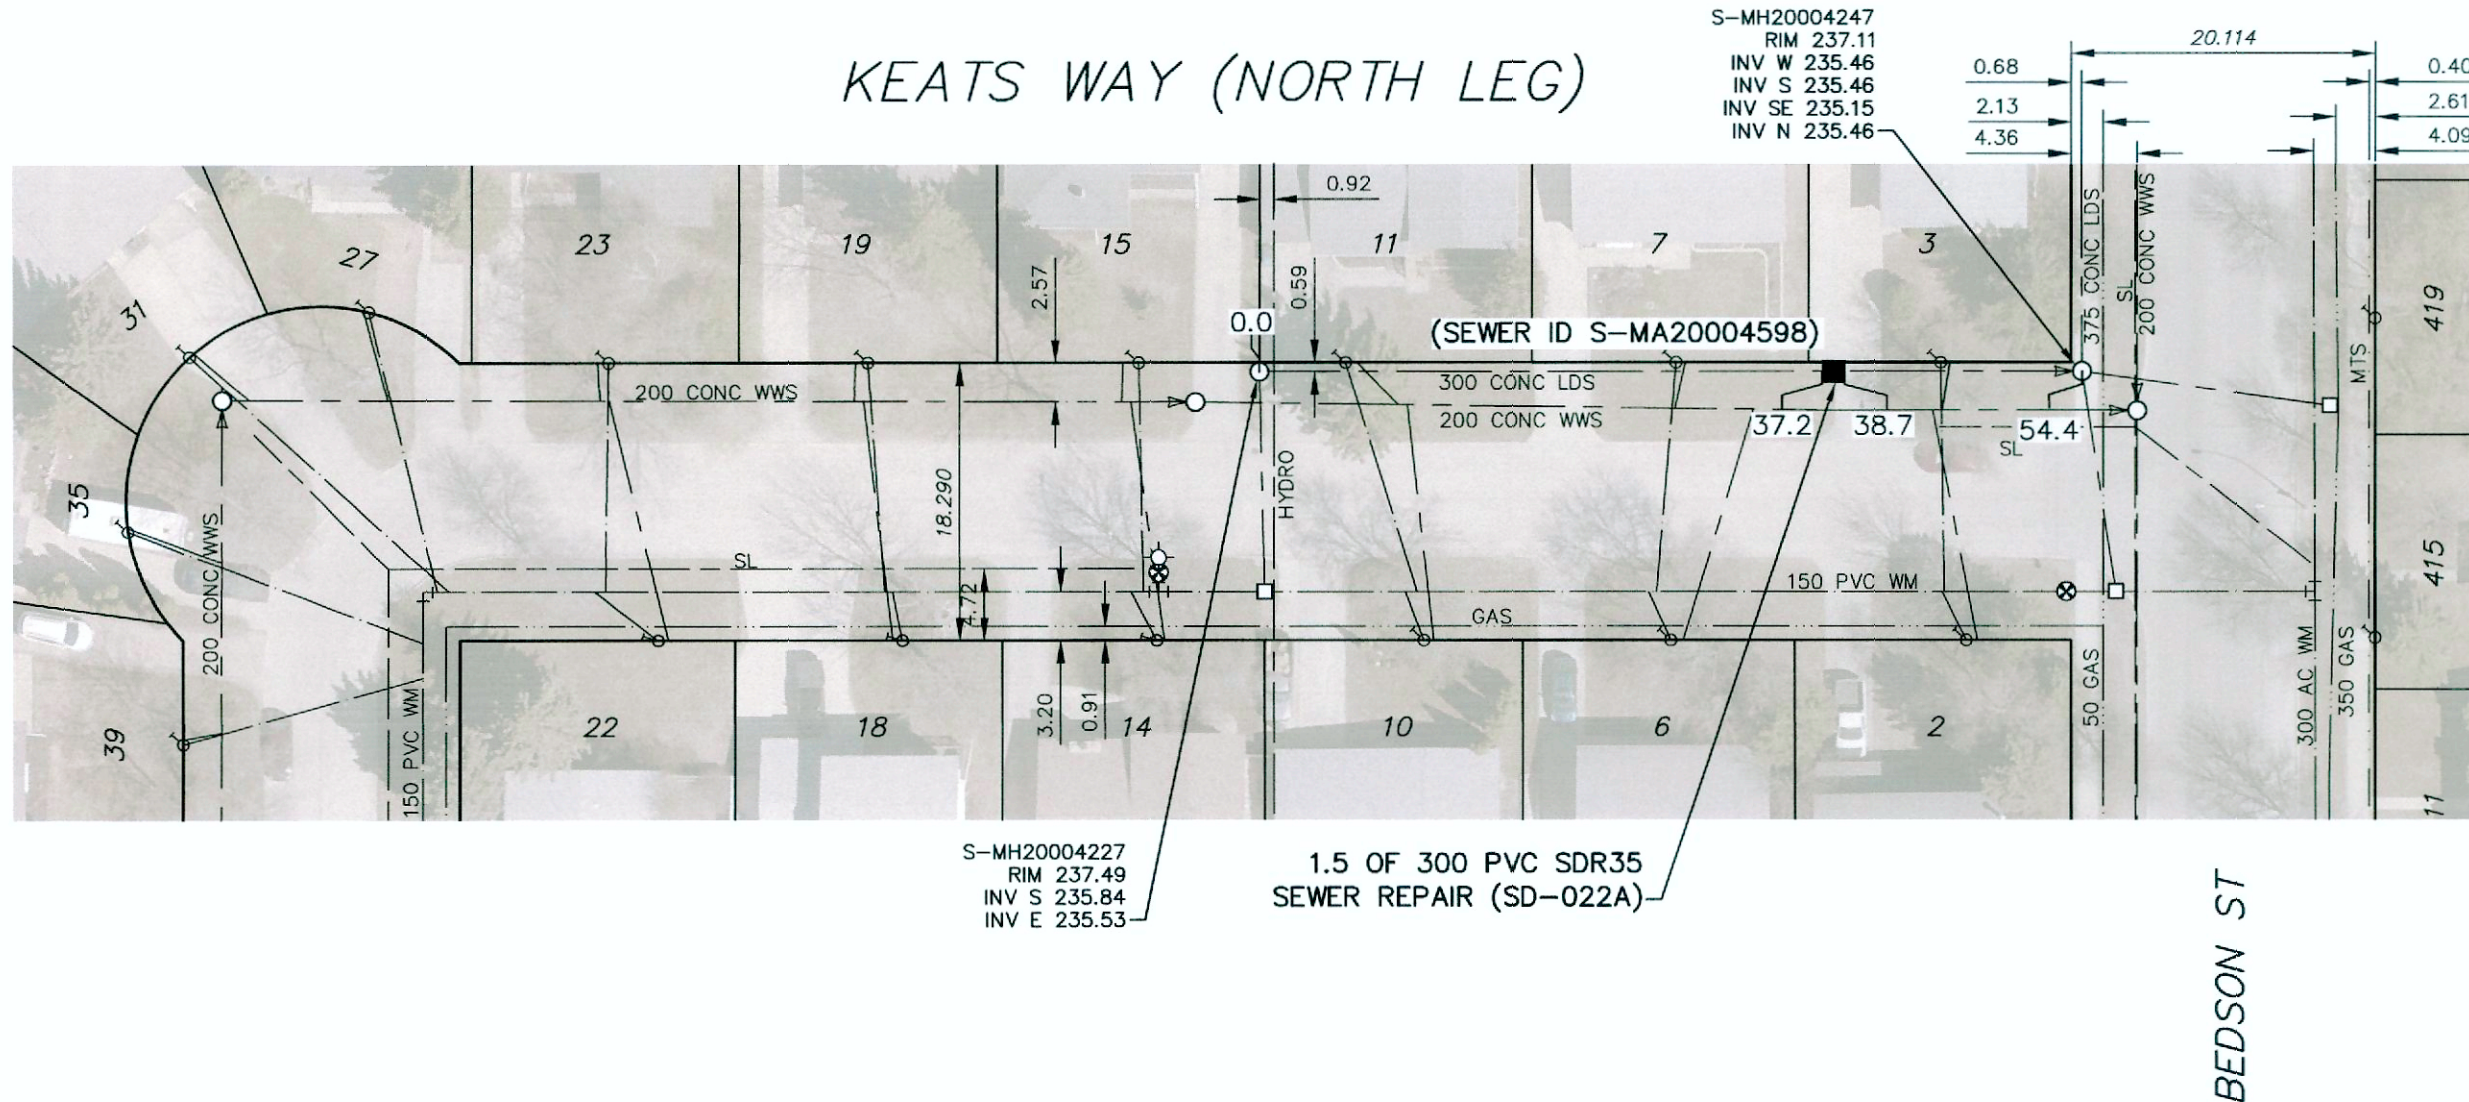 S-MH20004247
RIM 237.11
INV W 235.46
INV S 235.46
INV SE 235.15
INV N 235.46
KEATS WAY (NORTH LEG)
20.114
0.68
0.40
2.13
2.61
4.36
4.09
0.92
27
23
19
15
11
7
3
31
2.57
0.59
375 CONC LDS
SL
200 CONC WWS
419
0.0
(SEWER ID S-MA20004598)
MTS
200 CONC WWS
300 CONC LDS
200 CONC WWS
37.2
38.7
54.4
SL
35
18.290
HYDRO
200 CONC WWS
SL
4.72
150 PVC WM
415
GAS
39
150 PVC WM
22
18
3.20
0.91
14
10
6
2
50 GAS
300 AC WM
350 GAS
11
S-MH20004227
RIM 237.49
INV S 235.84
INV E 235.53
1.5 OF 300 PVC SDR35
SEWER REPAIR (SD-022A)
BEDSON ST